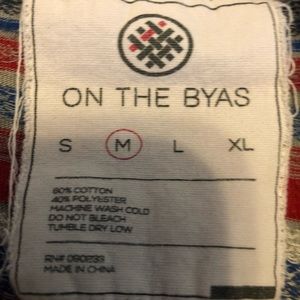 ON THE BYAS
S M L XL
60% COTTON
40% POLYESTER
MACHINE WASH COLD
DO NOT BLEACH
TUMBLE DRY LOW
RN# 090233
MADE IN CHINA